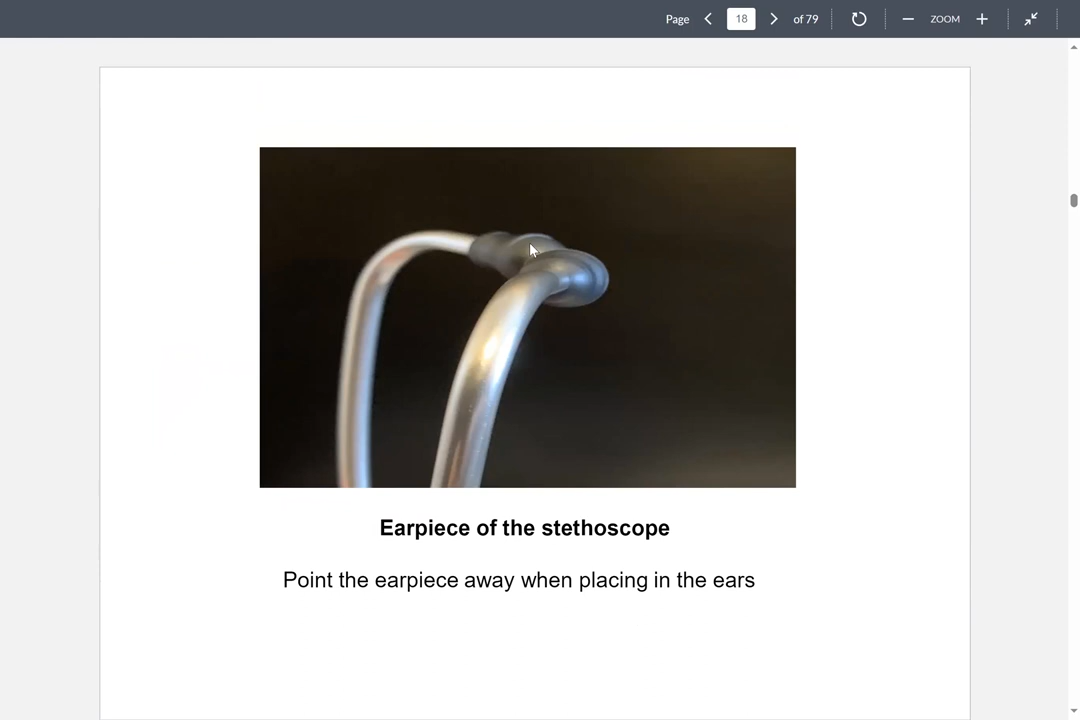 Page 18 of 79 ZOOM
Earpiece of the stethoscope
Point the earpiece away when placing in the ears